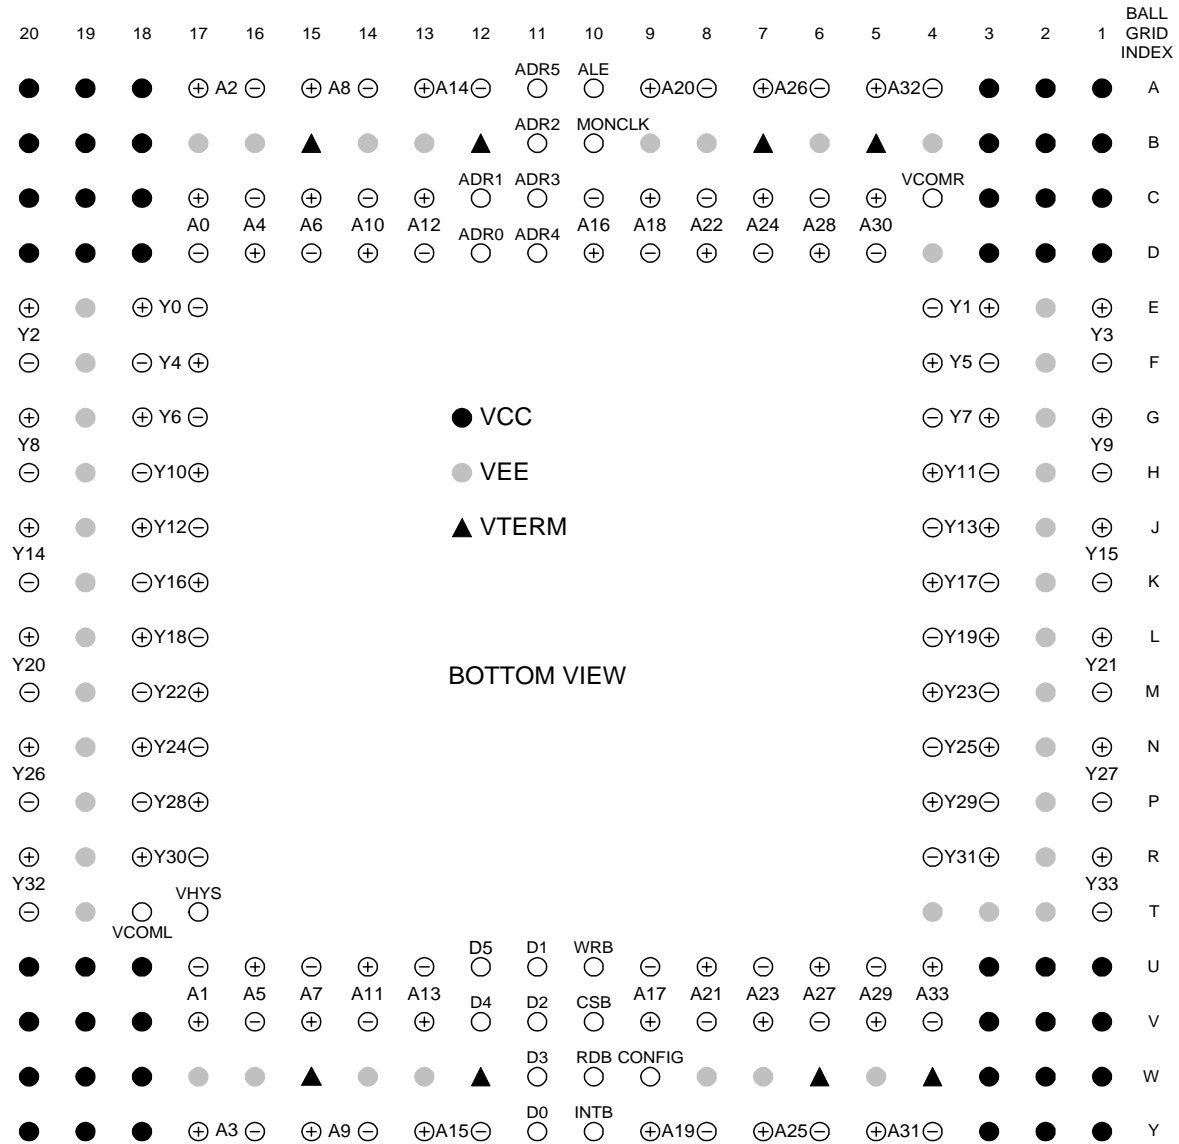 BALL
20 19 18 17 16 15 14 13 12 11 10 9 8 7 6 5 4 3 2 1 GRID
INDEX
ADR5 ALE
A2 A8 A14 A20 A26 A32 A
ADR2 MONCLK
B
ADR1 ADR3 VCOMR
C
A0 A4 A6 A10 A12 ADR0 ADR4 A16 A18 A22 A24 A28 A30
D
Y0 Y1 E
Y2 Y3
Y4 Y5 F
Y6 VCC Y7 G
Y8 Y9
Y10 VEE Y11 H
Y12 VTERM Y13 J
Y14 Y15
Y16 Y17 K
Y18 Y19 L
Y20 BOTTOM VIEW Y21
Y22 Y23 M
Y24 Y25 N
Y26 Y27
Y28 Y29 P
Y30 Y31 R
Y32 Y33
VHYS
T
VCOML
D5 D1 WRB
U
A1 A5 A7 A11 A13 D4 D2 CSB A17 A21 A23 A27 A29 A33
V
D3 RDB CONFIG
W
D0 INTB
A3 A9 A15 A19 A25 A31 Y